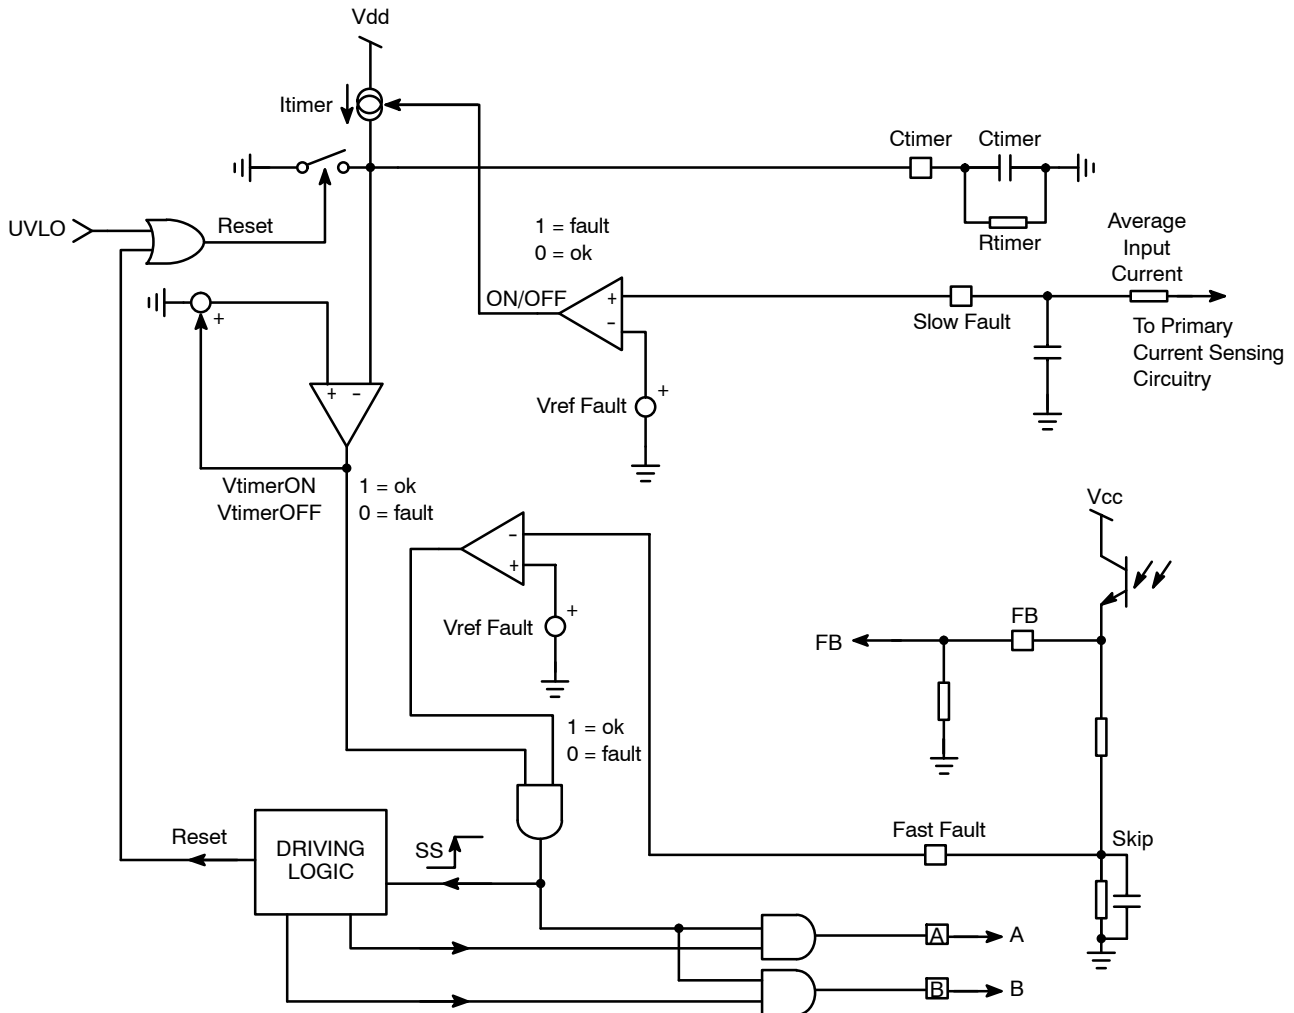 Vdd
Itimer
Ctimer
Ctimer
UVLO
Reset
1 = fault
0 = ok
Rtimer
Average
Input
Current
ON/OFF
+
−
+
Slow Fault
To Primary
Current Sensing
Circuitry
+ −
Vref Fault
+
VtimerON
VtimerOFF
1 = ok
0 = fault
Vcc
−
+
Vref Fault
+
FB
FB
1 = ok
0 = fault
Reset
DRIVING
LOGIC
SS
Fast Fault
Skip
A
A
B
B